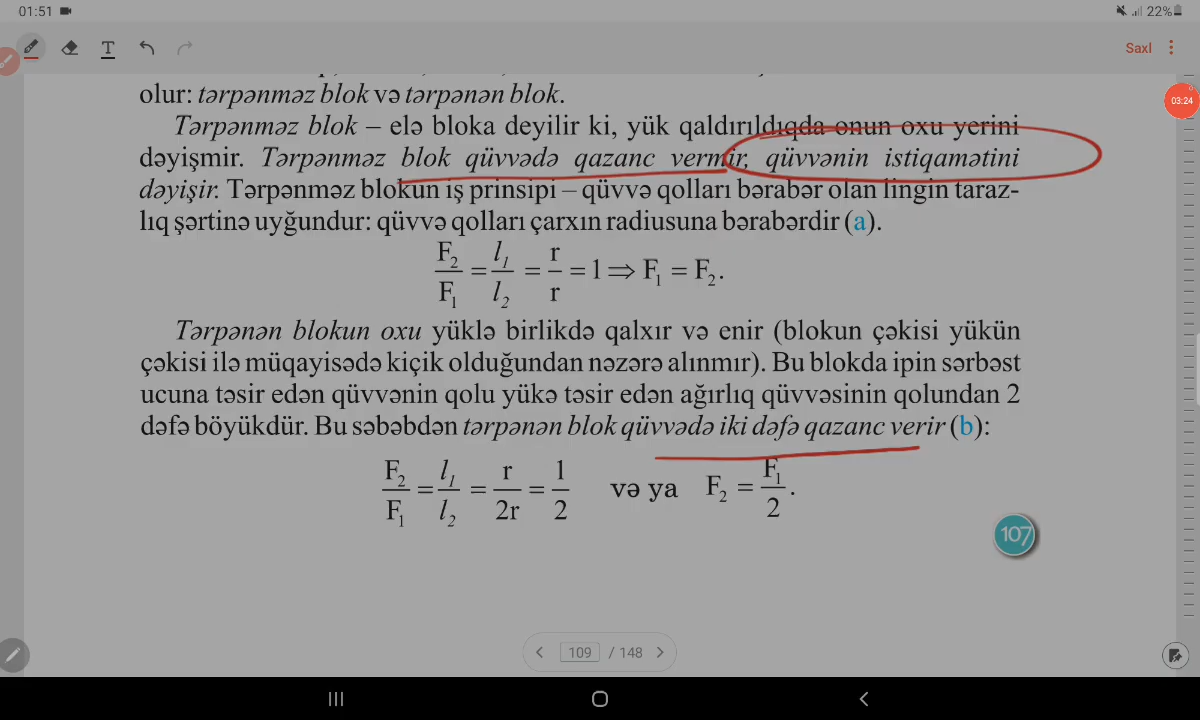 01:51
22%
T
Saxl
03:24
olur: tərpənməz blok və tərpənən blok.
Tərpənməz blok – elə bloka deyilir ki, yük qaldırıldıqda onun oxu yerini
dəyişmir. Tərpənməz blok qüvvədə qazanc vermir, qüvvənin istiqamətini
dəyişir. Tərpənməz blokun iş prinsipi – qüvvə qolları bərabər olan lingin taraz-
lıq şərtinə uyğundur: qüvvə qolları çarxın radiusuna bərabərdir (a).
F₂/F₁ = l₁/l₂ = r/r = 1 ⇒ F₁ = F₂.
Tərpənən blokun oxu yüklə birlikdə qalxır və enir (blokun çəkisi yükün
çəkisi ilə müqayisədə kiçik olduğundan nəzərə alınmır). Bu blokda ipin sərbəst
ucuna təsir edən qüvvənin qolu yükə təsir edən ağırlıq qüvvəsinin qolundan 2
dəfə böyükdür. Bu səbəbdən tərpənən blok qüvvədə iki dəfə qazanc verir (b):
F₂/F₁ = l₁/l₂ = r/2r = 1/2 və ya F₂ = F₁/2.
107
109 / 148